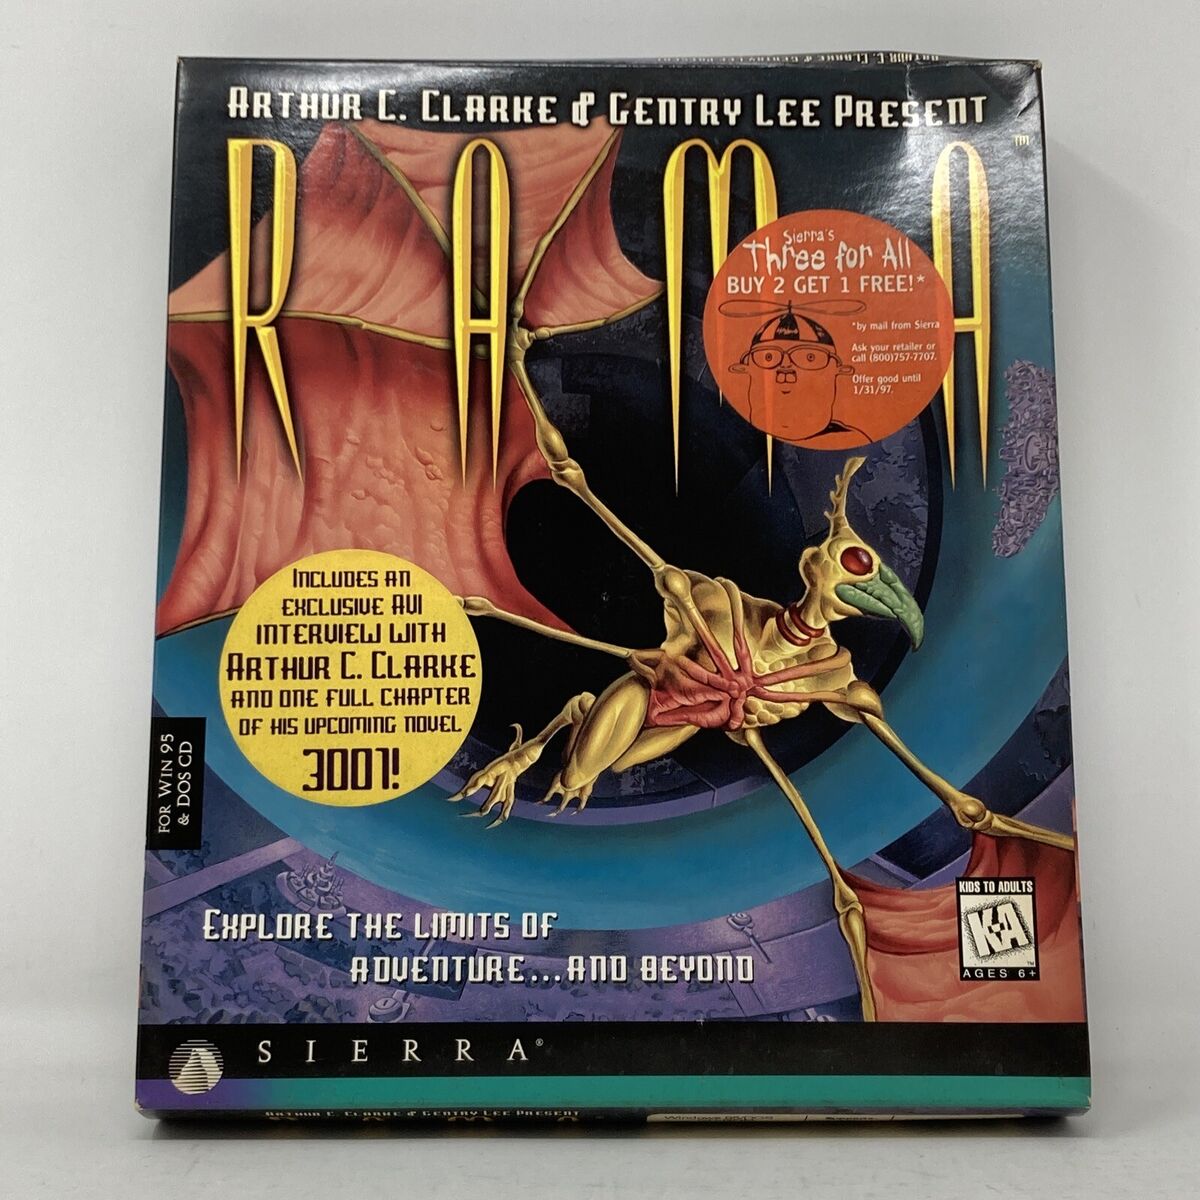 ARTHUR C. CLARKE & GENTRY LEE PRESENT
RAMA™
Sierra's
Three for All
BUY 2 GET 1 FREE!*
*by mail from Sierra
Ask your retailer or
call (800)757-7707.
Offer good until
1/31/97.
INCLUDES AN
EXCLUSIVE AVI
INTERVIEW WITH
ARTHUR C. CLARKE
AND ONE FULL CHAPTER
OF HIS UPCOMING NOVEL
3001!
FOR WIN 95
& DOS CD
EXPLORE THE LIMITS OF
ADVENTURE...AND BEYOND
KIDS TO ADULTS
K-A
AGES 6+
SIERRA®
ARTHUR C. CLARKE & GENTRY LEE PRESENT